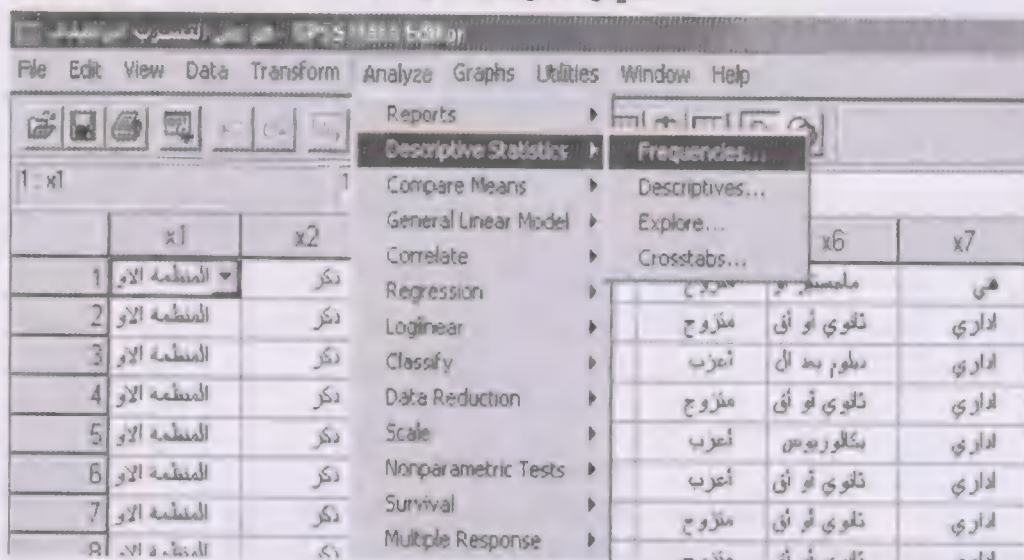 SPSS Data Editor
File Edit View Data Transform Analyze Graphs Utilities Window Help
Reports
Descriptive Statistics Frequencies...
Compare Means Descriptives...
General Linear Model Explore...
Correlate Crosstabs...
Regression
Loglinear
Classify
Data Reduction
Scale
Nonparametric Tests
Survival
Multiple Response
1 : x1 1
x1 x2 x6 x7
1 المنظمة الاو ذكر متزوج فني
2 المنظمة الاو ذكر متزوج ثانوي أو أق اداري
3 المنظمة الاو ذكر أعزب دبلوم بعد ال اداري
4 المنظمة الاو ذكر متزوج ثانوي أو أق اداري
5 المنظمة الاو ذكر أعزب بكالوريوس اداري
6 المنظمة الاو ذكر أعزب ثانوي أو أق اداري
7 المنظمة الاو ذكر متزوج ثانوي أو أق اداري
8